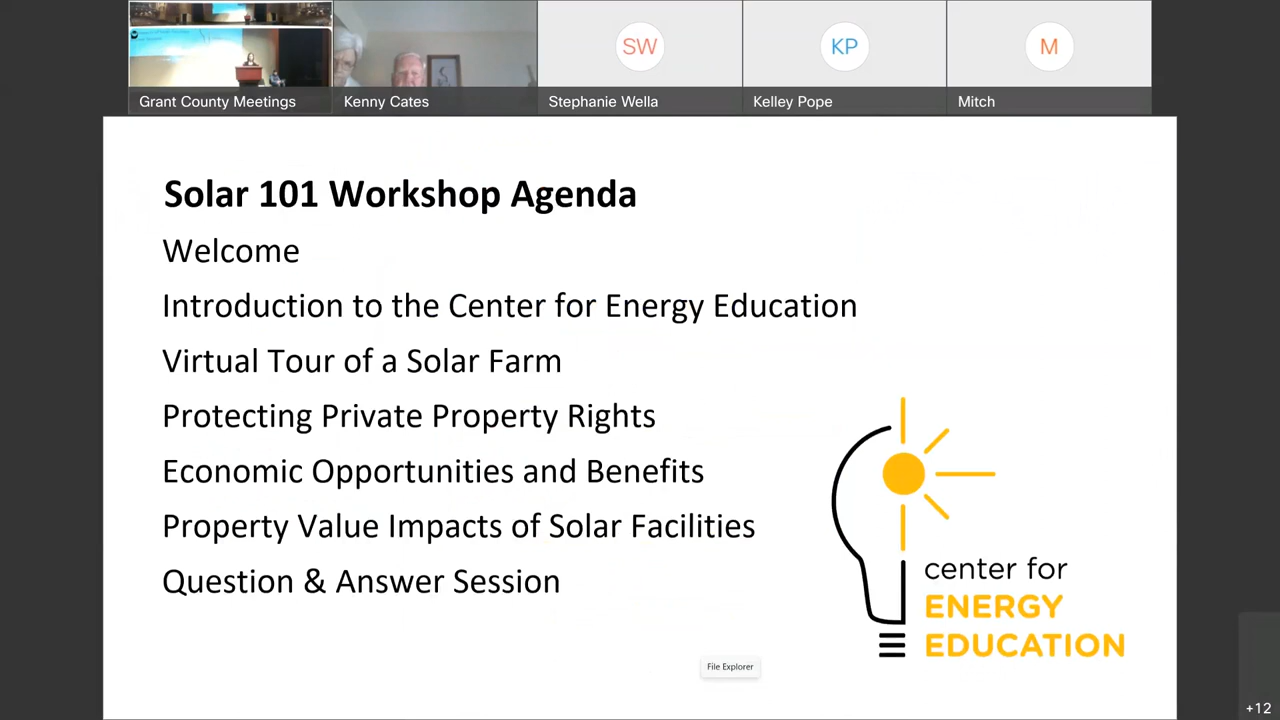 SW
KP
M
Grant County Meetings
Kenny Cates
Stephanie Wella
Kelley Pope
Mitch
Solar 101 Workshop Agenda
Welcome
Introduction to the Center for Energy Education
Virtual Tour of a Solar Farm
Protecting Private Property Rights
Economic Opportunities and Benefits
Property Value Impacts of Solar Facilities
Question & Answer Session
center for
ENERGY
EDUCATION
File Explorer
+12